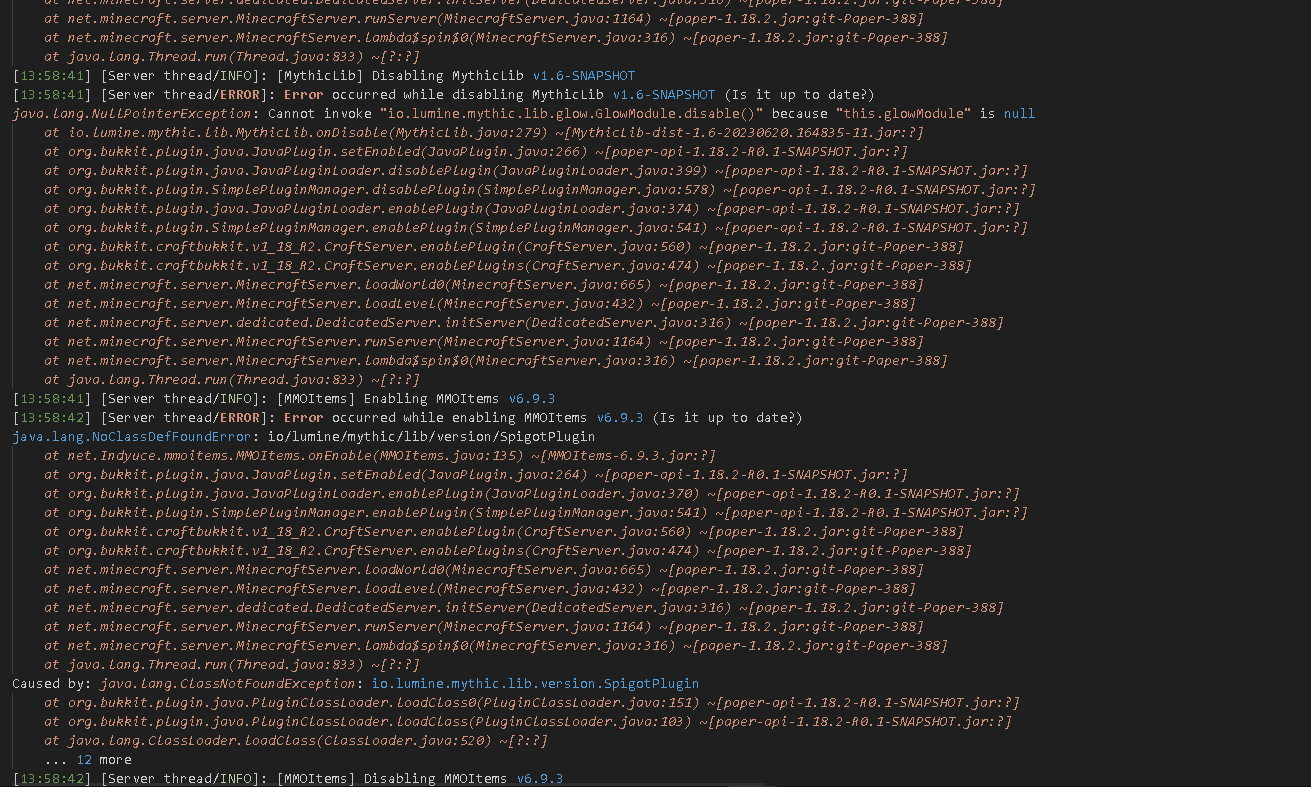 at net.minecraft.server.dedicated.DedicatedServer.initServer(DedicatedServer.java:316) ~[paper-1.18.2.jar:git-Paper-388]
at net.minecraft.server.MinecraftServer.runServer(MinecraftServer.java:1164) ~[paper-1.18.2.jar:git-Paper-388]
at net.minecraft.server.MinecraftServer.lambda$spin$0(MinecraftServer.java:316) ~[paper-1.18.2.jar:git-Paper-388]
at java.lang.Thread.run(Thread.java:833) ~[?:?]
[13:58:41] [Server thread/INFO]: [MythicLib] Disabling MythicLib v1.6-SNAPSHOT
[13:58:41] [Server thread/ERROR]: Error occurred while disabling MythicLib v1.6-SNAPSHOT (Is it up to date?)
java.lang.NullPointerException: Cannot invoke "io.lumine.mythic.lib.glow.GlowModule.disable()" because "this.glowModule" is null
at io.lumine.mythic.lib.MythicLib.onDisable(MythicLib.java:279) ~[MythicLib-dist-1.6-20230620.164835-11.jar:?]
at org.bukkit.plugin.java.JavaPlugin.setEnabled(JavaPlugin.java:266) ~[paper-api-1.18.2-R0.1-SNAPSHOT.jar:?]
at org.bukkit.plugin.java.JavaPluginLoader.disablePlugin(JavaPluginLoader.java:399) ~[paper-api-1.18.2-R0.1-SNAPSHOT.jar:?]
at org.bukkit.plugin.SimplePluginManager.disablePlugin(SimplePluginManager.java:578) ~[paper-api-1.18.2-R0.1-SNAPSHOT.jar:?]
at org.bukkit.plugin.java.JavaPluginLoader.enablePlugin(JavaPluginLoader.java:374) ~[paper-api-1.18.2-R0.1-SNAPSHOT.jar:?]
at org.bukkit.plugin.SimplePluginManager.enablePlugin(SimplePluginManager.java:541) ~[paper-api-1.18.2-R0.1-SNAPSHOT.jar:?]
at org.bukkit.craftbukkit.v1_18_R2.CraftServer.enablePlugin(CraftServer.java:560) ~[paper-1.18.2.jar:git-Paper-388]
at org.bukkit.craftbukkit.v1_18_R2.CraftServer.enablePlugins(CraftServer.java:474) ~[paper-1.18.2.jar:git-Paper-388]
at net.minecraft.server.MinecraftServer.loadWorld0(MinecraftServer.java:665) ~[paper-1.18.2.jar:git-Paper-388]
at net.minecraft.server.MinecraftServer.loadLevel(MinecraftServer.java:432) ~[paper-1.18.2.jar:git-Paper-388]
at net.minecraft.server.dedicated.DedicatedServer.initServer(DedicatedServer.java:316) ~[paper-1.18.2.jar:git-Paper-388]
at net.minecraft.server.MinecraftServer.runServer(MinecraftServer.java:1164) ~[paper-1.18.2.jar:git-Paper-388]
at net.minecraft.server.MinecraftServer.lambda$spin$0(MinecraftServer.java:316) ~[paper-1.18.2.jar:git-Paper-388]
at java.lang.Thread.run(Thread.java:833) ~[?:?]
[13:58:41] [Server thread/INFO]: [MMOItems] Enabling MMOItems v6.9.3
[13:58:42] [Server thread/ERROR]: Error occurred while enabling MMOItems v6.9.3 (Is it up to date?)
java.lang.NoClassDefFoundError: io/lumine/mythic/lib/version/SpigotPlugin
at net.Indyuce.mmoitems.MMOItems.onEnable(MMOItems.java:135) ~[MMOItems-6.9.3.jar:?]
at org.bukkit.plugin.java.JavaPlugin.setEnabled(JavaPlugin.java:264) ~[paper-api-1.18.2-R0.1-SNAPSHOT.jar:?]
at org.bukkit.plugin.java.JavaPluginLoader.enablePlugin(JavaPluginLoader.java:370) ~[paper-api-1.18.2-R0.1-SNAPSHOT.jar:?]
at org.bukkit.plugin.SimplePluginManager.enablePlugin(SimplePluginManager.java:541) ~[paper-api-1.18.2-R0.1-SNAPSHOT.jar:?]
at org.bukkit.craftbukkit.v1_18_R2.CraftServer.enablePlugin(CraftServer.java:560) ~[paper-1.18.2.jar:git-Paper-388]
at org.bukkit.craftbukkit.v1_18_R2.CraftServer.enablePlugins(CraftServer.java:474) ~[paper-1.18.2.jar:git-Paper-388]
at net.minecraft.server.MinecraftServer.loadWorld0(MinecraftServer.java:665) ~[paper-1.18.2.jar:git-Paper-388]
at net.minecraft.server.MinecraftServer.loadLevel(MinecraftServer.java:432) ~[paper-1.18.2.jar:git-Paper-388]
at net.minecraft.server.dedicated.DedicatedServer.initServer(DedicatedServer.java:316) ~[paper-1.18.2.jar:git-Paper-388]
at net.minecraft.server.MinecraftServer.runServer(MinecraftServer.java:1164) ~[paper-1.18.2.jar:git-Paper-388]
at net.minecraft.server.MinecraftServer.lambda$spin$0(MinecraftServer.java:316) ~[paper-1.18.2.jar:git-Paper-388]
at java.lang.Thread.run(Thread.java:833) ~[?:?]
Caused by: java.lang.ClassNotFoundException: io.lumine.mythic.lib.version.SpigotPlugin
at org.bukkit.plugin.java.PluginClassLoader.loadClass0(PluginClassLoader.java:151) ~[paper-api-1.18.2-R0.1-SNAPSHOT.jar:?]
at org.bukkit.plugin.java.PluginClassLoader.loadClass(PluginClassLoader.java:103) ~[paper-api-1.18.2-R0.1-SNAPSHOT.jar:?]
at java.lang.ClassLoader.loadClass(ClassLoader.java:520) ~[?:?]
... 12 more
[13:58:42] [Server thread/INFO]: [MMOItems] Disabling MMOItems v6.9.3